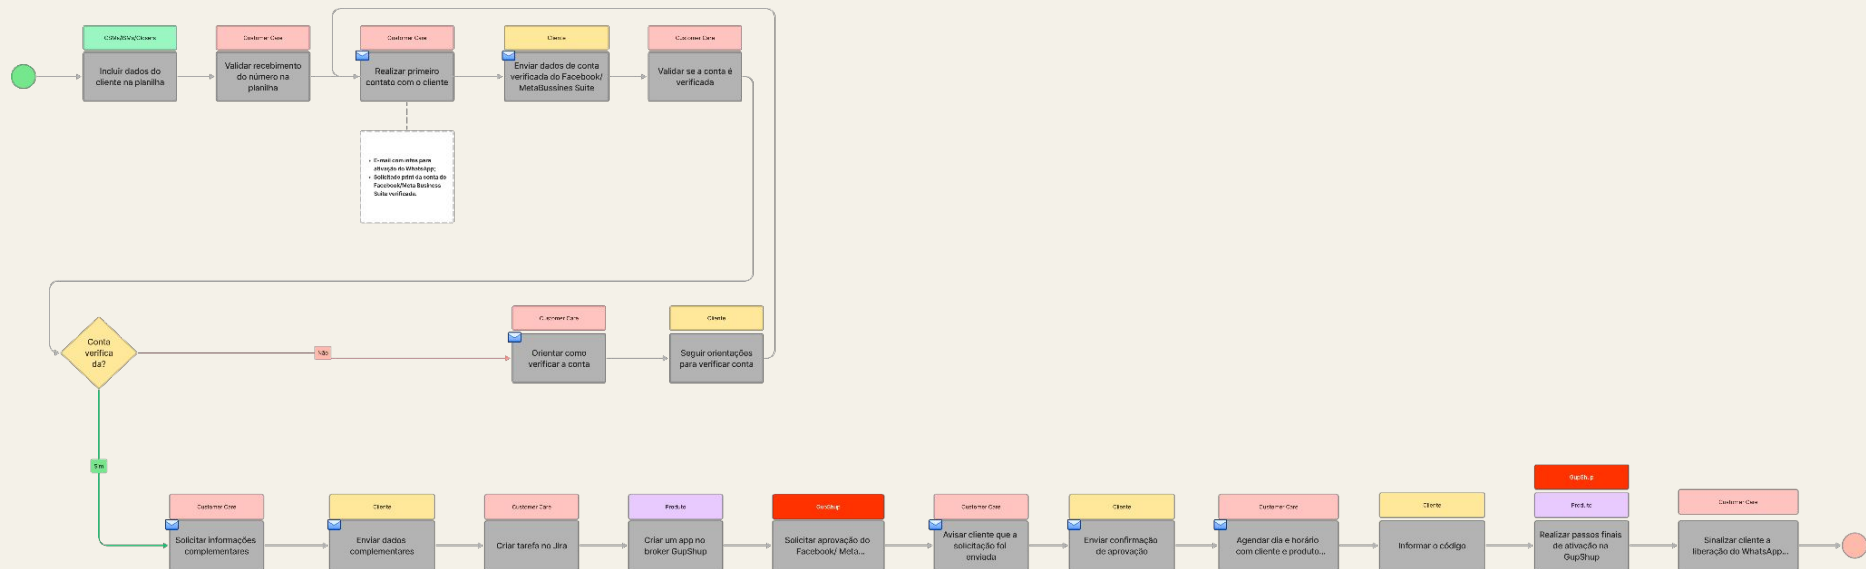 CSMs/ISMs/Closers
Incluir dados do
cliente na planilha
Customer Care
Validar recebimento
do número na
planilha
Customer Care
Realizar primeiro
contato com o cliente
Cliente
Enviar dados de conta
verificada do Facebook/
MetaBussines Suite
Customer Care
Validar se a conta é
verificada
• E-mail com infos para
ativação do WhatsApp;
• Solicitado print da conta do
Facebook/Meta Business
Suite verificada.
Conta
verifica
da?
Não
Customer Care
Orientar como
verificar a conta
Cliente
Seguir orientações
para verificar conta
Sim
Customer Care
Solicitar informações
complementares
Cliente
Enviar dados
complementares
Customer Care
Criar tarefa no Jira
Produto
Criar um app no
broker GupShup
GupShup
Solicitar aprovação do
Facebook/ Meta...
Customer Care
Avisar cliente que a
solicitação foi
enviada
Cliente
Enviar confirmação
de aprovação
Customer Care
Agendar dia e horário
com cliente e produto...
Cliente
Informar o código
GupShup
Produto
Realizar passos finais
de ativação na
GupShup
Customer Care
Sinalizar cliente a
liberação do WhatsApp...